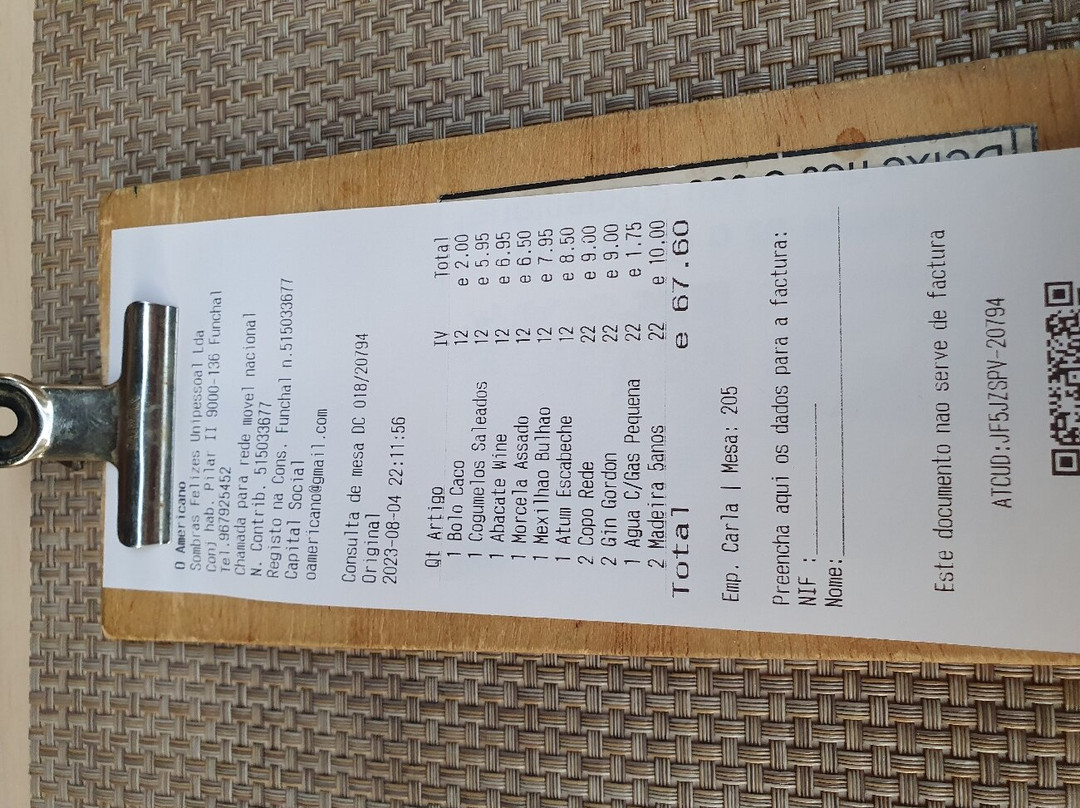 O Americano
Sombras Felizes Unipessoal Lda
Conj hab. Pilar II 9000-136 Funchal
Tel.967925452
Chamada para rede movel nacional
N. Contrib. 515033677
Registo na Cons. Funchal n.515033677
Capital Social
oamericano@gmail.com
Consulta de mesa DC 018/20794
Original
2023-08-04 22:11:56
Qt Artigo IV Total
1 Bolo Caco 12 e 2.00
1 Cogumelos Saleados 12 e 5.95
1 Abacate Wine 12 e 6.95
1 Morcela Assado 12 e 6.50
1 Mexilhao Bulhao 12 e 7.95
1 Atum Escabeche 12 e 8.50
2 Copo Rede 22 e 9.00
2 Gin Gordon 22 e 9.00
1 Agua C/Gas Pequena 22 e 1.75
2 Madeira 5anos 22 e 10.00
Total e 67.60
Emp. Carla | Mesa: 205
Preencha aqui os dados para a factura:
NIF :
Nome:
Este documento nao serve de factura
ATCUD:JF5JZSPV-20794